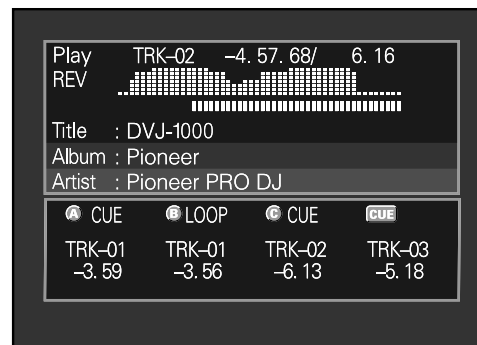 Play TRK–02 –4. 57. 68/ 6. 16
REV
Title : DVJ-1000
Album : Pioneer
Artist : Pioneer PRO DJ
A CUE B LOOP C CUE CUE
TRK–01 TRK–01 TRK–02 TRK–03
–3. 59 –3. 56 –6. 13 –5. 18